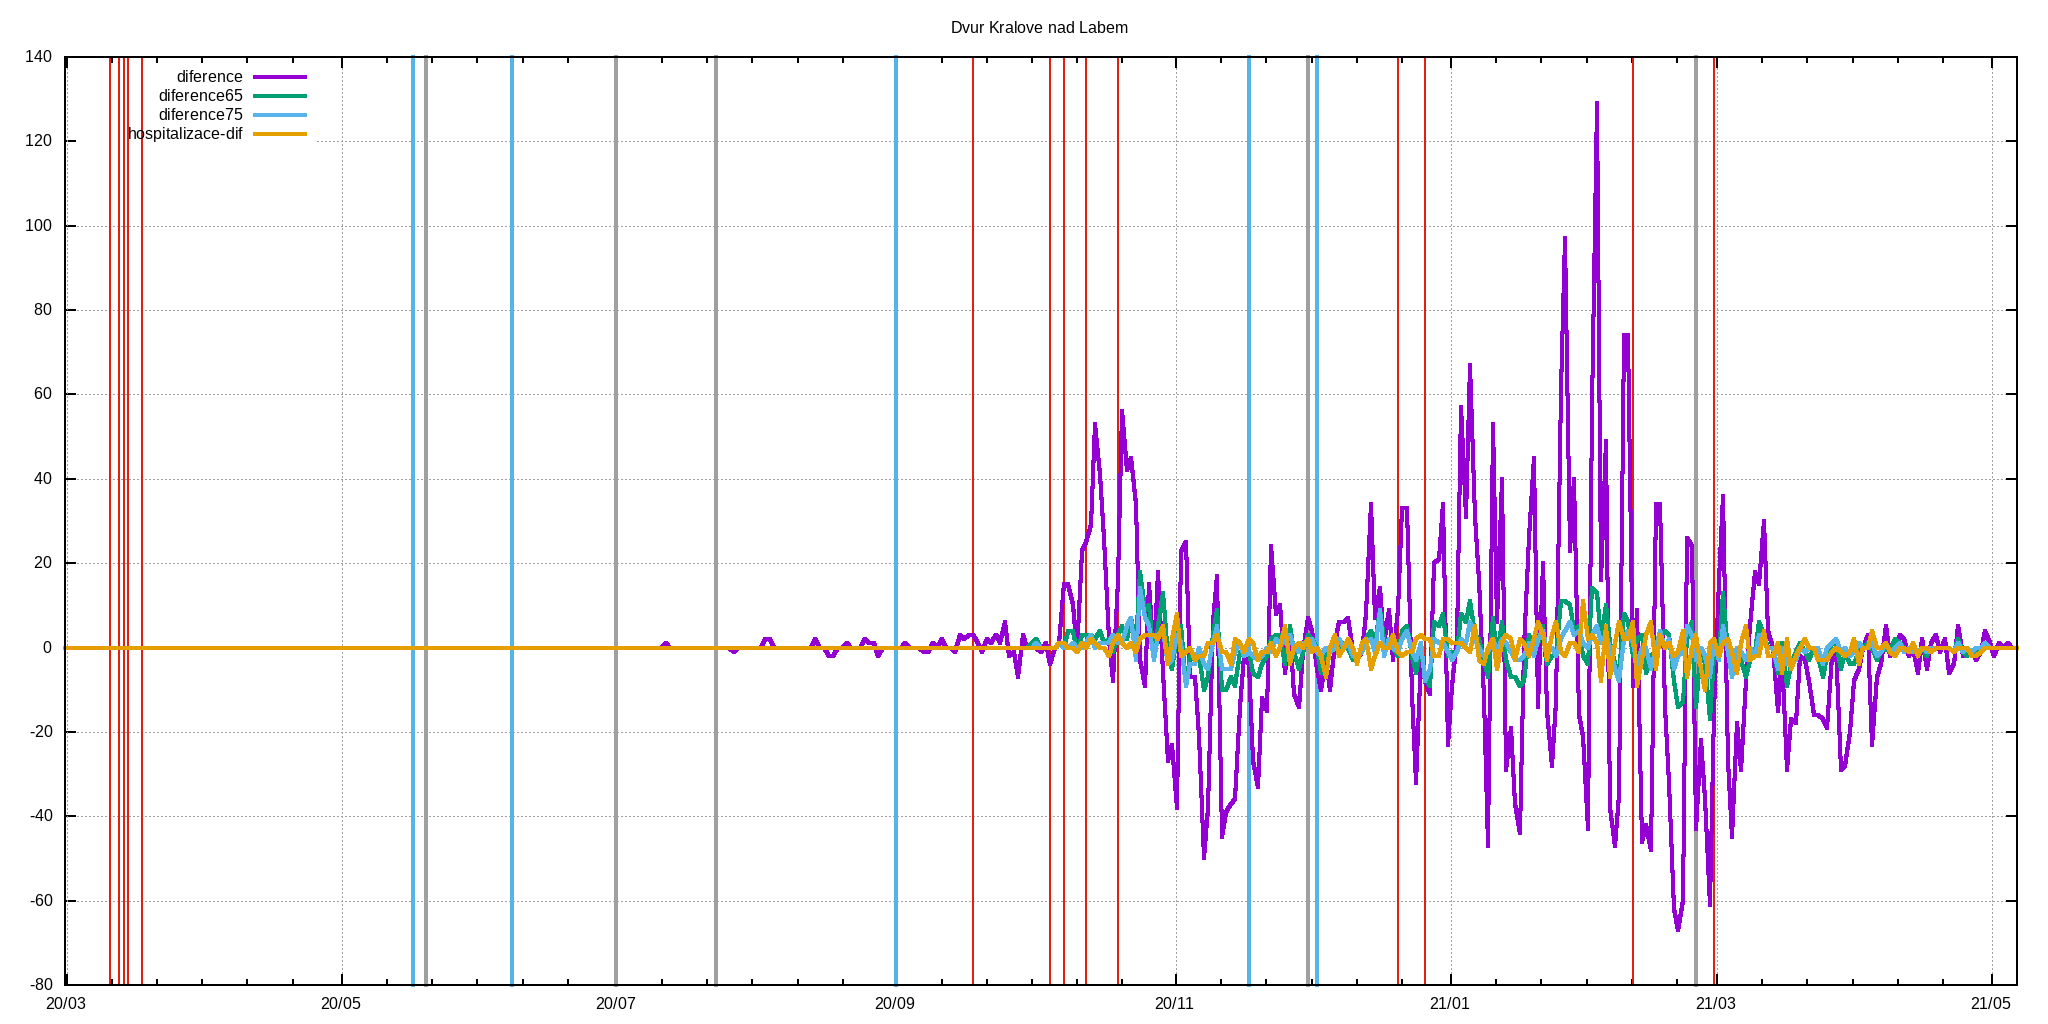 Dvur Kralove nad Labem
140
120
100
80
60
40
20
0
-20
-40
-60
-80
diference
diference65
diference75
hospitalizace-dif
20/03 20/05 20/07 20/09 20/11 21/01 21/03 21/05